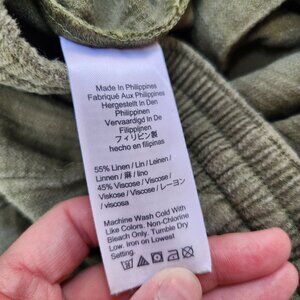 Made In Philippines
Fabriqué Aux Philippines
Hergestellt In Den
Philippinen
Vervaardigd In De
Filippijnen
フィリピン製
hecho en filipinas
55% Linen / Lin / Leinen /
Linnen / 麻 / lino
45% Viscose / Viscose /
Viskose / Viscose / レーヨン
/ viscosa
Machine Wash Cold With
Like Colors. Non-Chlorine
Bleach Only. Tumble Dry
Low. Iron on Lowest
Setting.